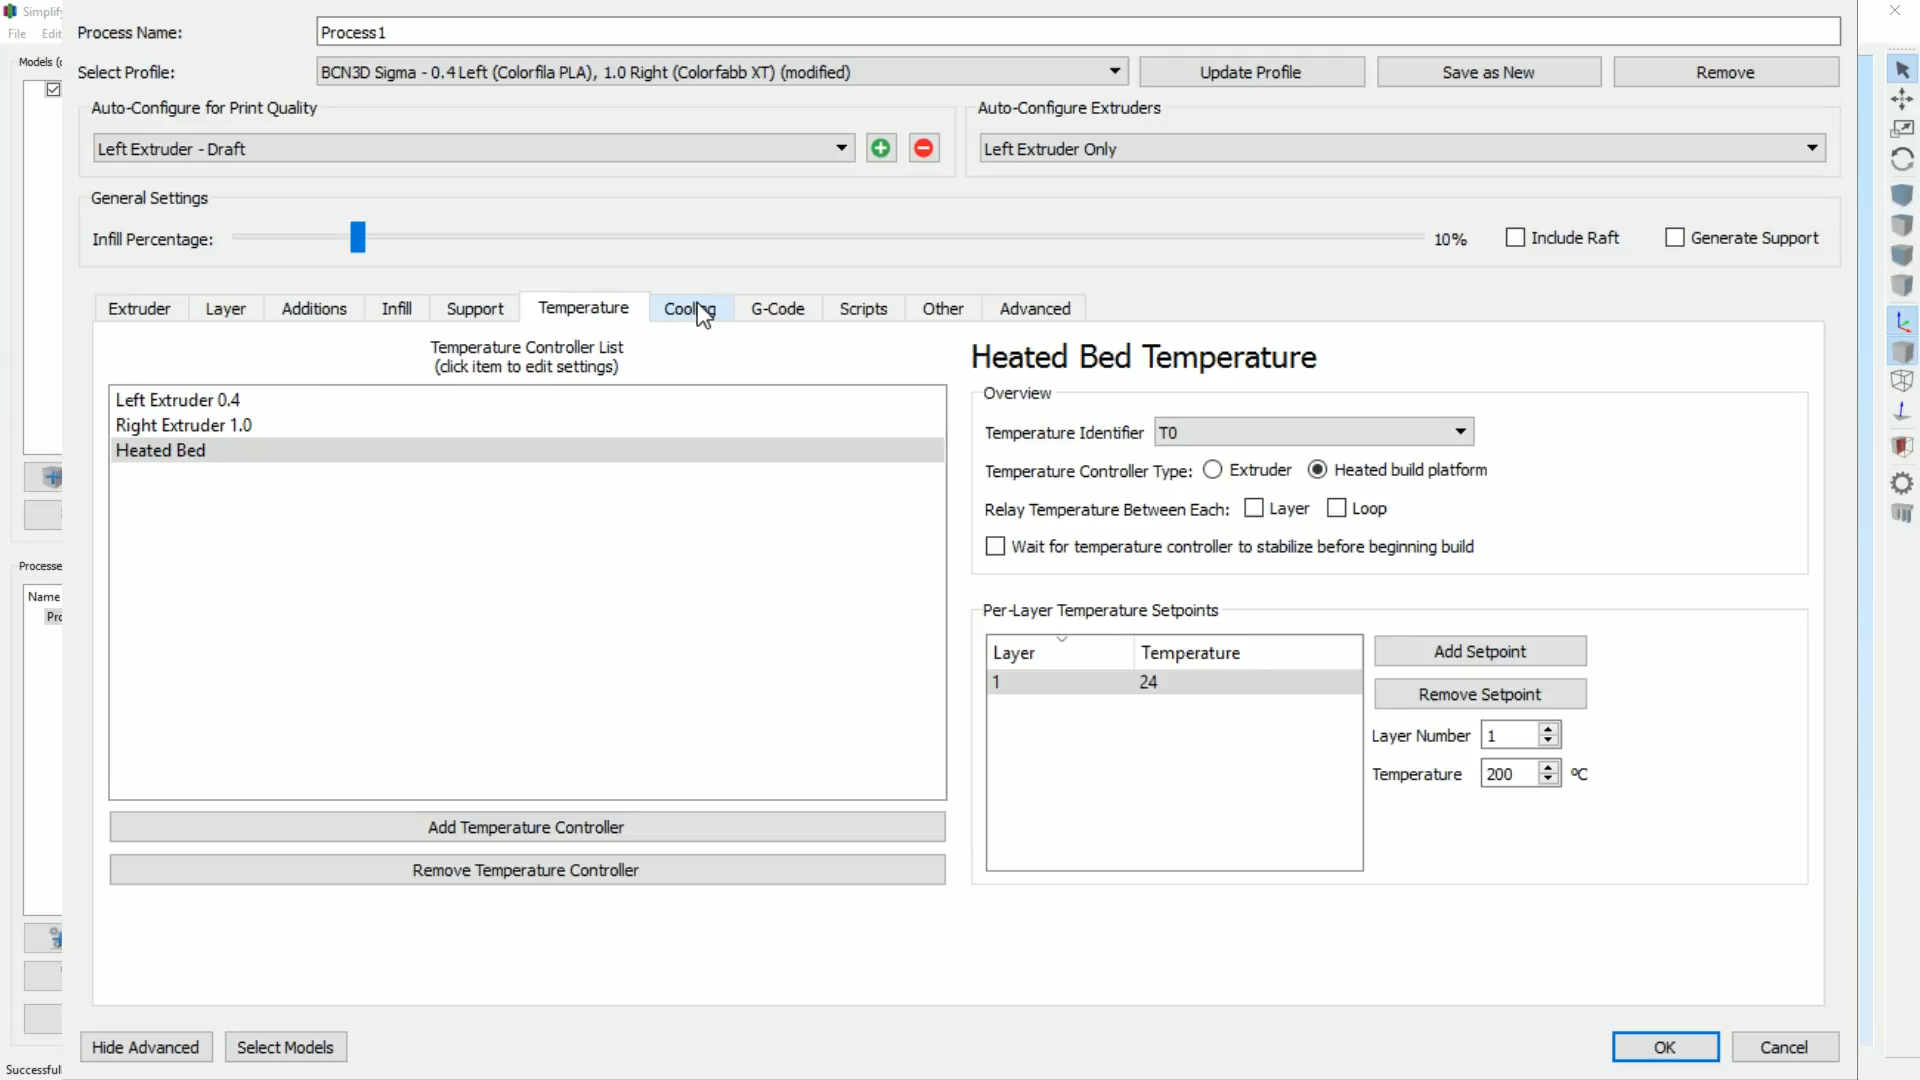 Simplify
File Edit
Process Name: Process1
Select Profile: BCN3D Sigma - 0.4 Left (Colorfila PLA), 1.0 Right (Colorfabb XT) (modified) Update Profile Save as New Remove
Models
Auto-Configure for Print Quality Auto-Configure Extruders
Left Extruder - Draft Left Extruder Only
General Settings
Infill Percentage: 10% Include Raft Generate Support
Extruder Layer Additions Infill Support Temperature Cooling G-Code Scripts Other Advanced
Temperature Controller List
(click item to edit settings)
Left Extruder 0.4
Right Extruder 1.0
Heated Bed
Add Temperature Controller
Remove Temperature Controller
Heated Bed Temperature
Overview
Temperature Identifier T0
Temperature Controller Type: Extruder Heated build platform
Relay Temperature Between Each: Layer Loop
Wait for temperature controller to stabilize before beginning build
Per-Layer Temperature Setpoints
Layer Temperature
1 24
Add Setpoint
Remove Setpoint
Layer Number 1
Temperature 200 ºC
Processe
Name
Pro
Hide Advanced Select Models OK Cancel
Successful